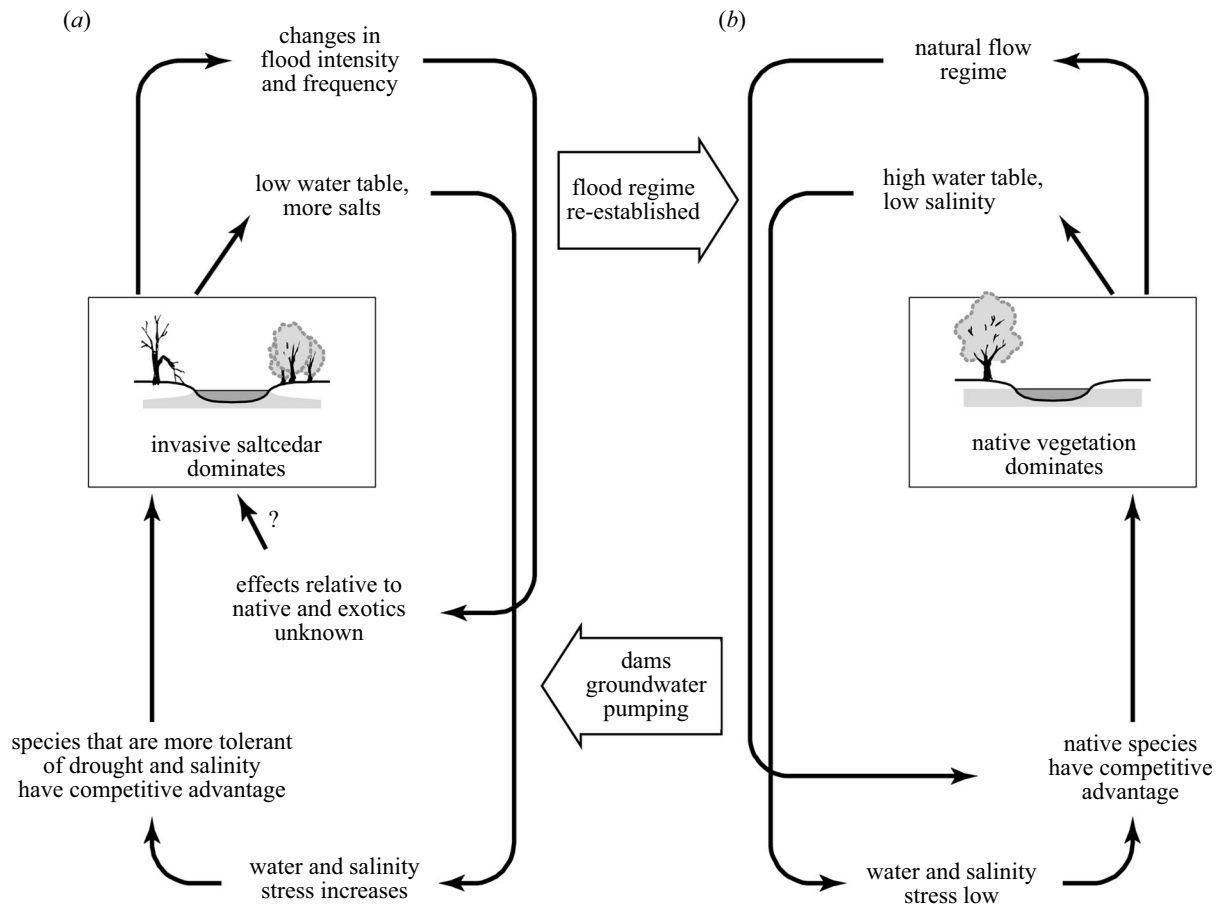 (a)
changes in
flood intensity
and frequency
low water table,
more salts
invasive saltcedar
dominates
?
effects relative to
native and exotics
unknown
species that are more tolerant
of drought and salinity
have competitive advantage
water and salinity
stress increases
flood regime
re-established
dams
groundwater
pumping
(b)
natural flow
regime
high water table,
low salinity
native vegetation
dominates
native species
have competitive
advantage
water and salinity
stress low